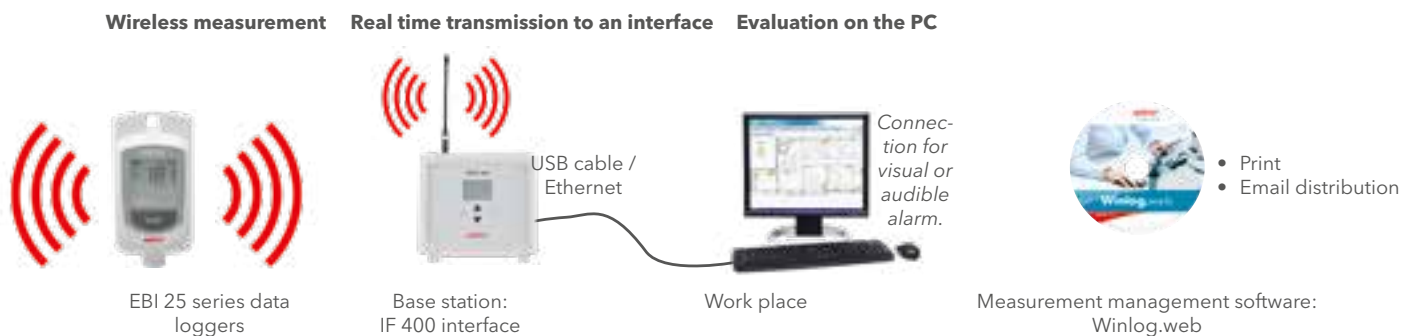 Wireless measurement
Real time transmission to an interface
Evaluation on the PC
USB cable /
Ethernet
Connec-
tion for
visual or
audible
alarm.
Winlog.web
• Print
• Email distribution
EBI 25 series data
loggers
Base station:
IF 400 interface
Work place
Measurement management software:
Winlog.web